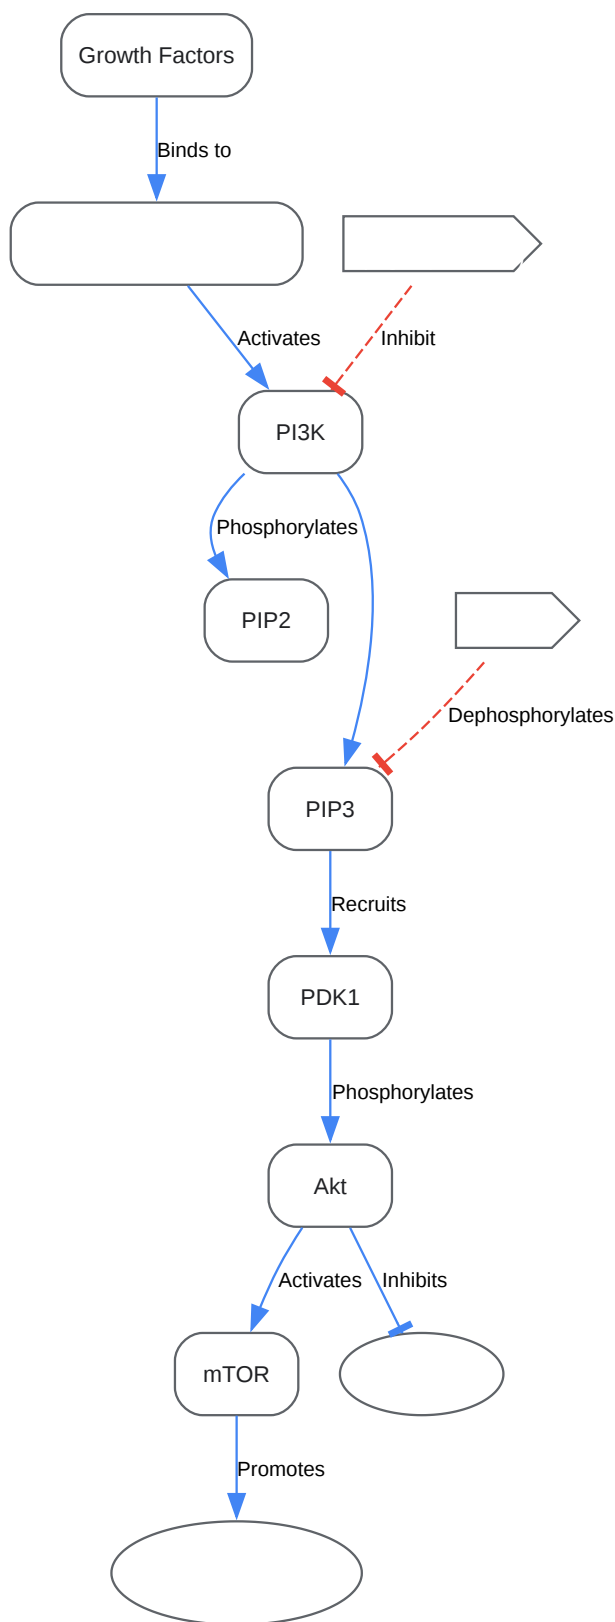 Growth Factors
Binds to
Activates
Inhibit
PI3K
Phosphorylates
PIP2
Dephosphorylates
PIP3
Recruits
PDK1
Phosphorylates
Akt
Activates
Inhibits
mTOR
Promotes